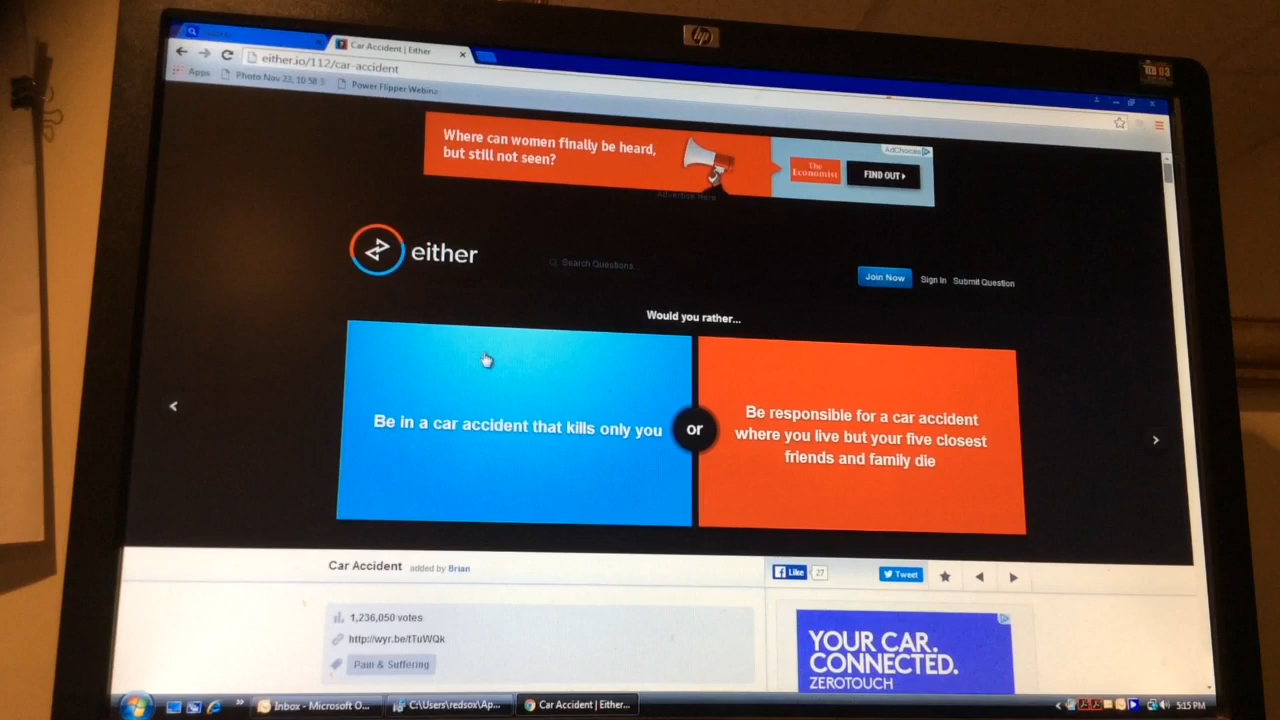 hp
Car Accident | Either
either.io/112/car-accident
Apps
Photo Nov 23, 10 58 3
Power Flipper Webina
Where can women finally be heard,
but still not seen?
The
Economist
FIND OUT
AdChoices
Advertise Here
either
Search Questions...
Join Now
Sign In
Submit Question
Would you rather...
Be in a car accident that kills only you
or
Be responsible for a car accident
where you live but your five closest
friends and family die
Car Accident added by Brian
Like
27
Tweet
1,236,050 votes
http://wyr.be/tTuWQk
Pain & Suffering
YOUR CAR.
CONNECTED.
ZEROTOUCH
Inbox - Microsoft O...
C:\Users\redsox\Ap...
Car Accident | Either...
5:15 PM